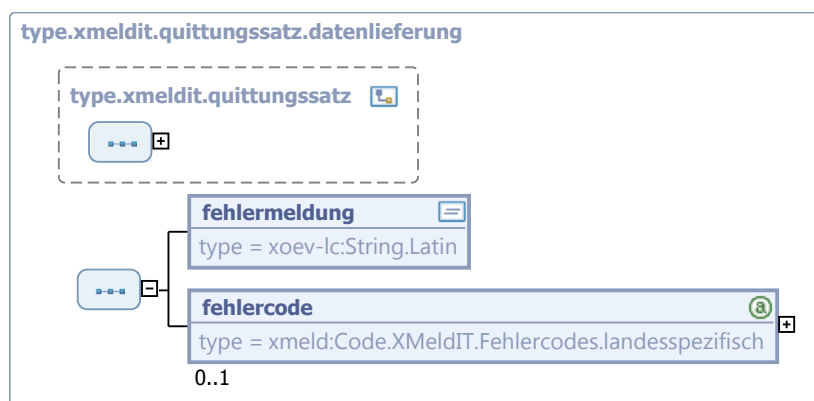 type.xmeldit.quittungssatz.datenlieferung
type.xmeldit.quittungssatz
fehlermeldung
type = xoev-lc:String.Latin
fehlercode
type = xmeld:Code.XMeldIT.Fehlercodes.landesspezifisch
0..1